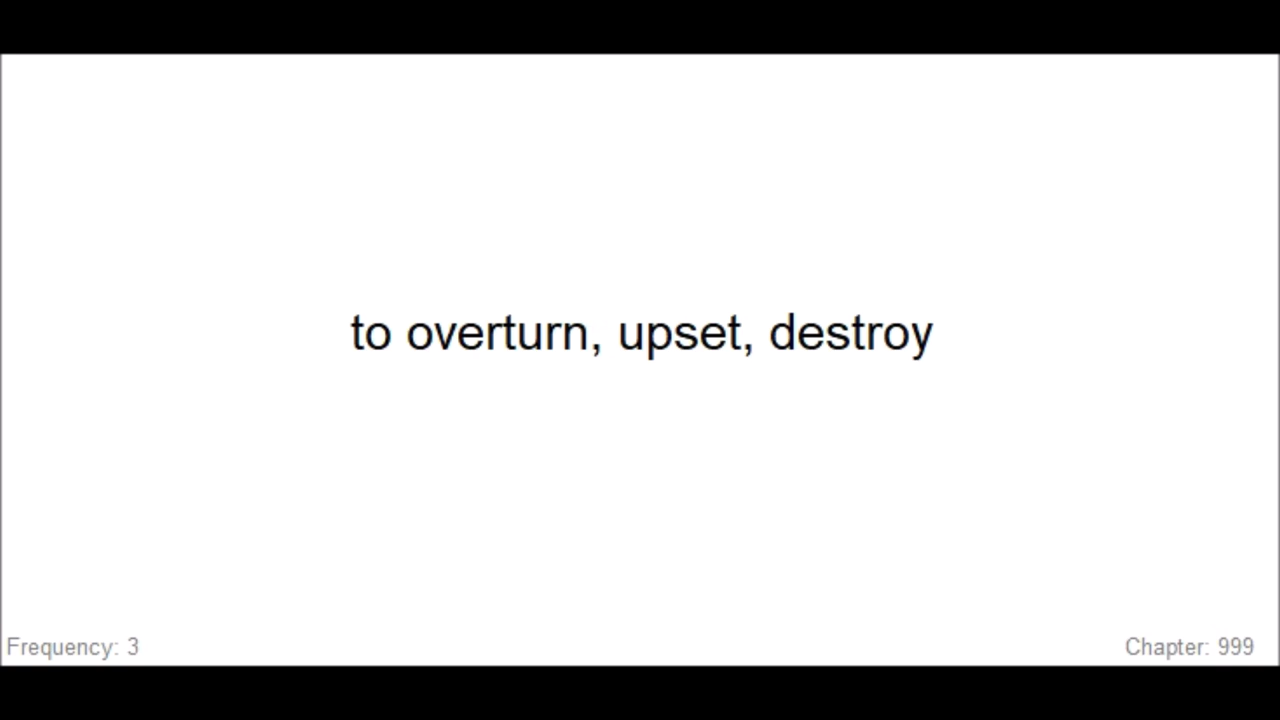 to overturn, upset, destroy
Frequency: 3
Chapter: 999